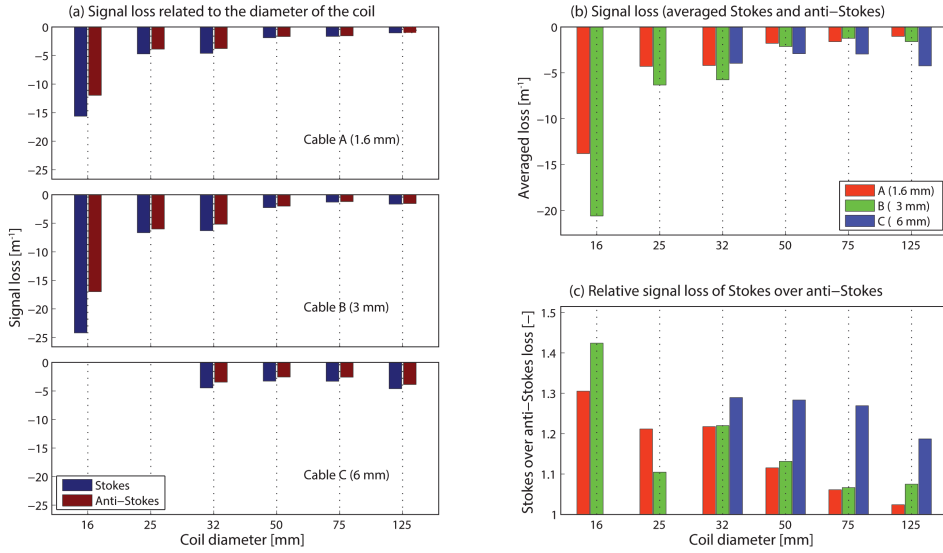 (a) Signal loss related to the diameter of the coil
0
−5
−10
−15
−20
−25
Cable A (1.6 mm)
0
−5
−10
−15
−20
−25
Cable B (3 mm)
Signal loss [m⁻¹]
0
−5
−10
−15
−20
−25
Cable C (6 mm)
Stokes
Anti−Stokes
16 25 32 50 75 125
Coil diameter [mm]
(b) Signal loss (averaged Stokes and anti−Stokes)
0
−5
−10
−15
−20
Averaged loss [m⁻¹]
A (1.6 mm)
B ( 3 mm)
C ( 6 mm)
16 25 32 50 75 125
(c) Relative signal loss of Stokes over anti−Stokes
1.5
1.4
1.3
1.2
1.1
1
Stokes over anti−Stokes loss [−]
16 25 32 50 75 125
Coil diameter [mm]